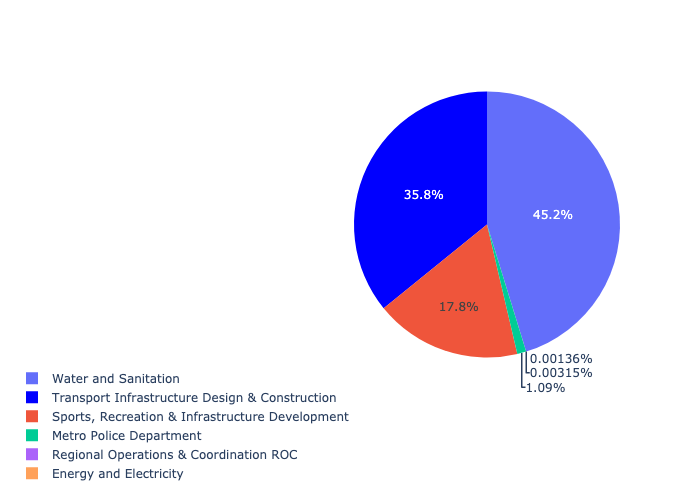 35.8%
45.2%
17.8%
0.00136%
0.00315%
1.09%
Water and Sanitation
Transport Infrastructure Design & Construction
Sports, Recreation & Infrastructure Development
Metro Police Department
Regional Operations & Coordination ROC
Energy and Electricity